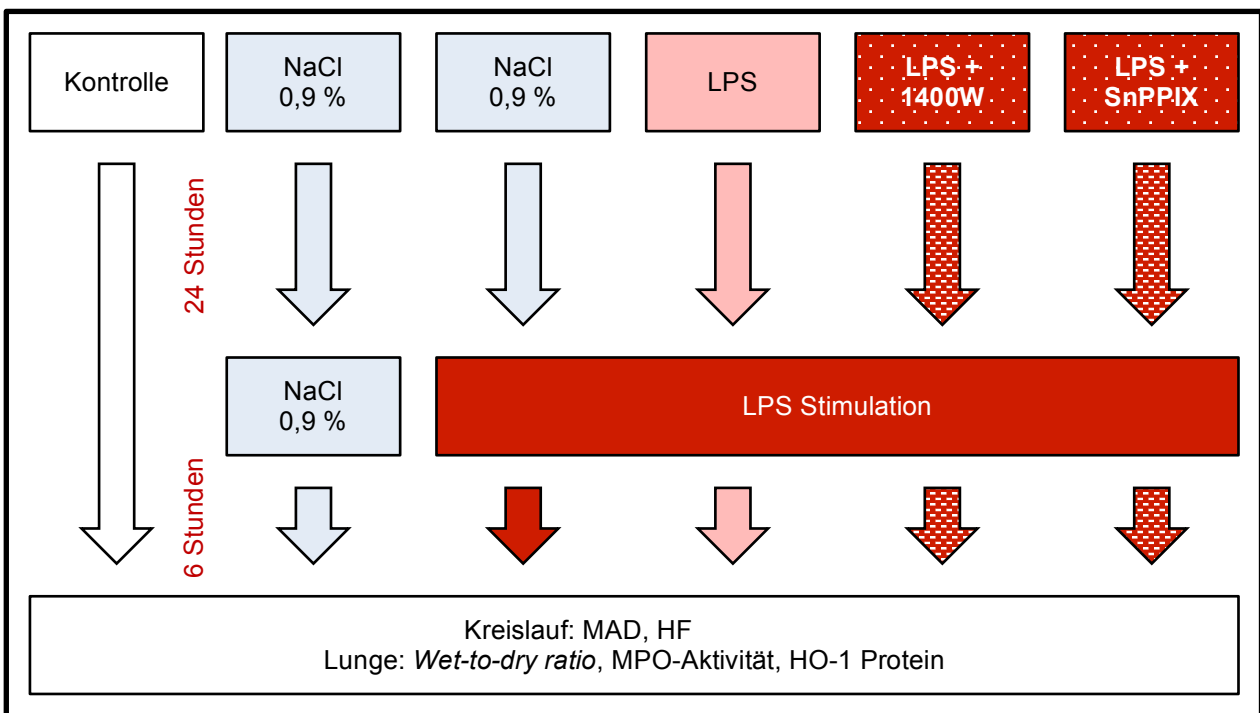 Kontrolle
NaCl
0,9 %
NaCl
0,9 %
LPS
LPS +
1400W
LPS +
SnPPIX
24 Stunden
NaCl
0,9 %
LPS Stimulation
6 Stunden
Kreislauf: MAD, HF
Lunge: Wet-to-dry ratio, MPO-Aktivität, HO-1 Protein